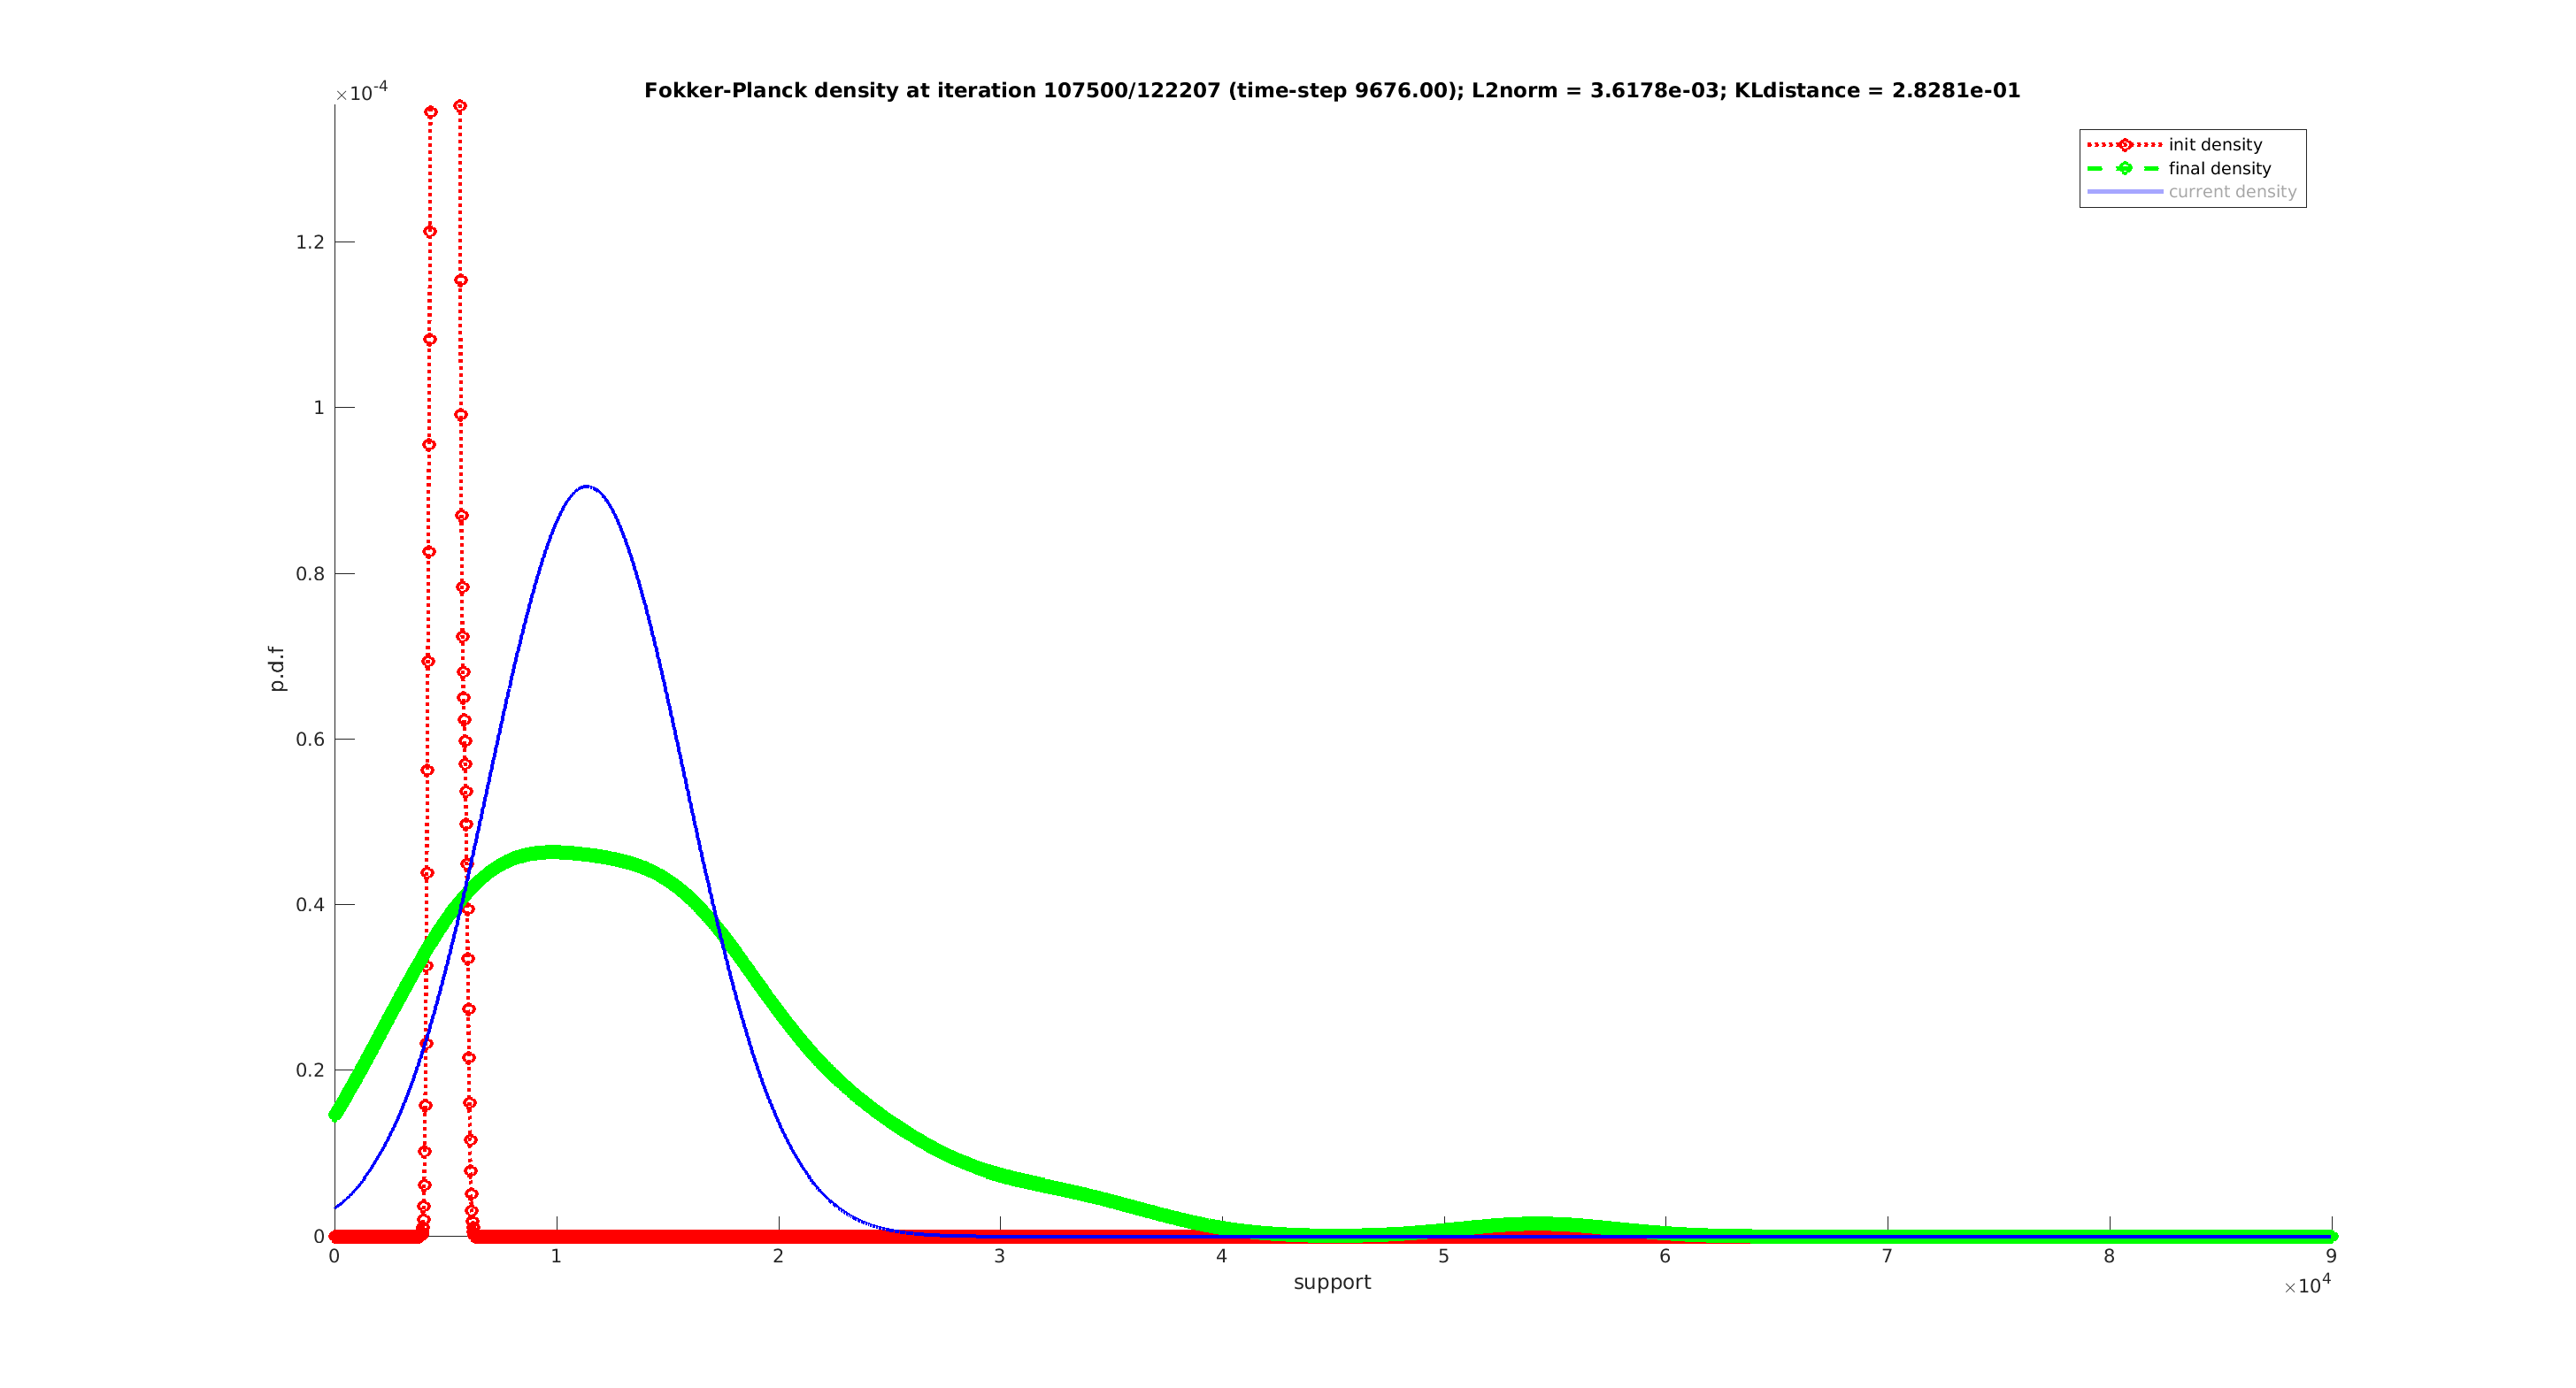 Fokker-Planck density at iteration 107500/122207 (time-step 9676.00); L2norm = 3.6178e-03; KLdistance = 2.8281e-01
×10-4
init density
final density
current density
1.2
1
0.8
0.6
0.4
0.2
0
p.d.f
0 1 2 3 4 5 6 7 8 9
support
×104